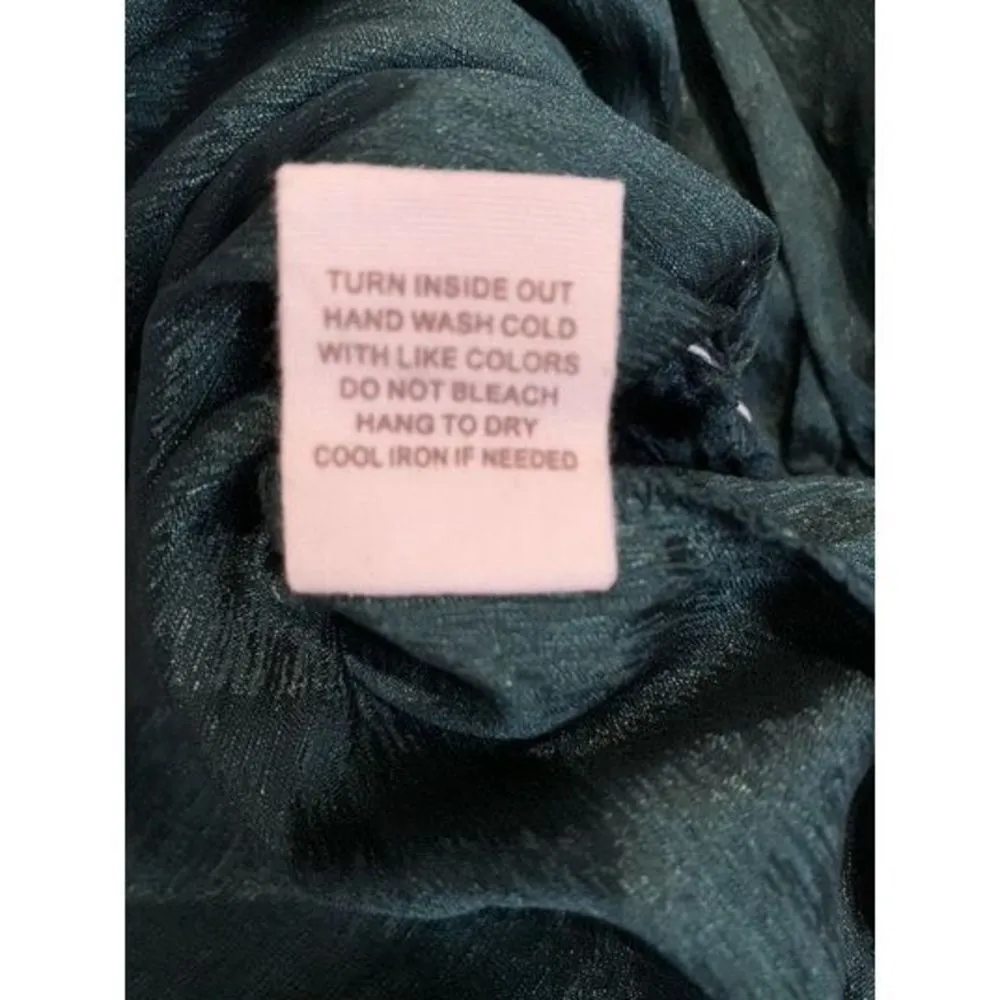 TURN INSIDE OUT
HAND WASH COLD
WITH LIKE COLORS
DO NOT BLEACH
HANG TO DRY
COOL IRON IF NEEDED